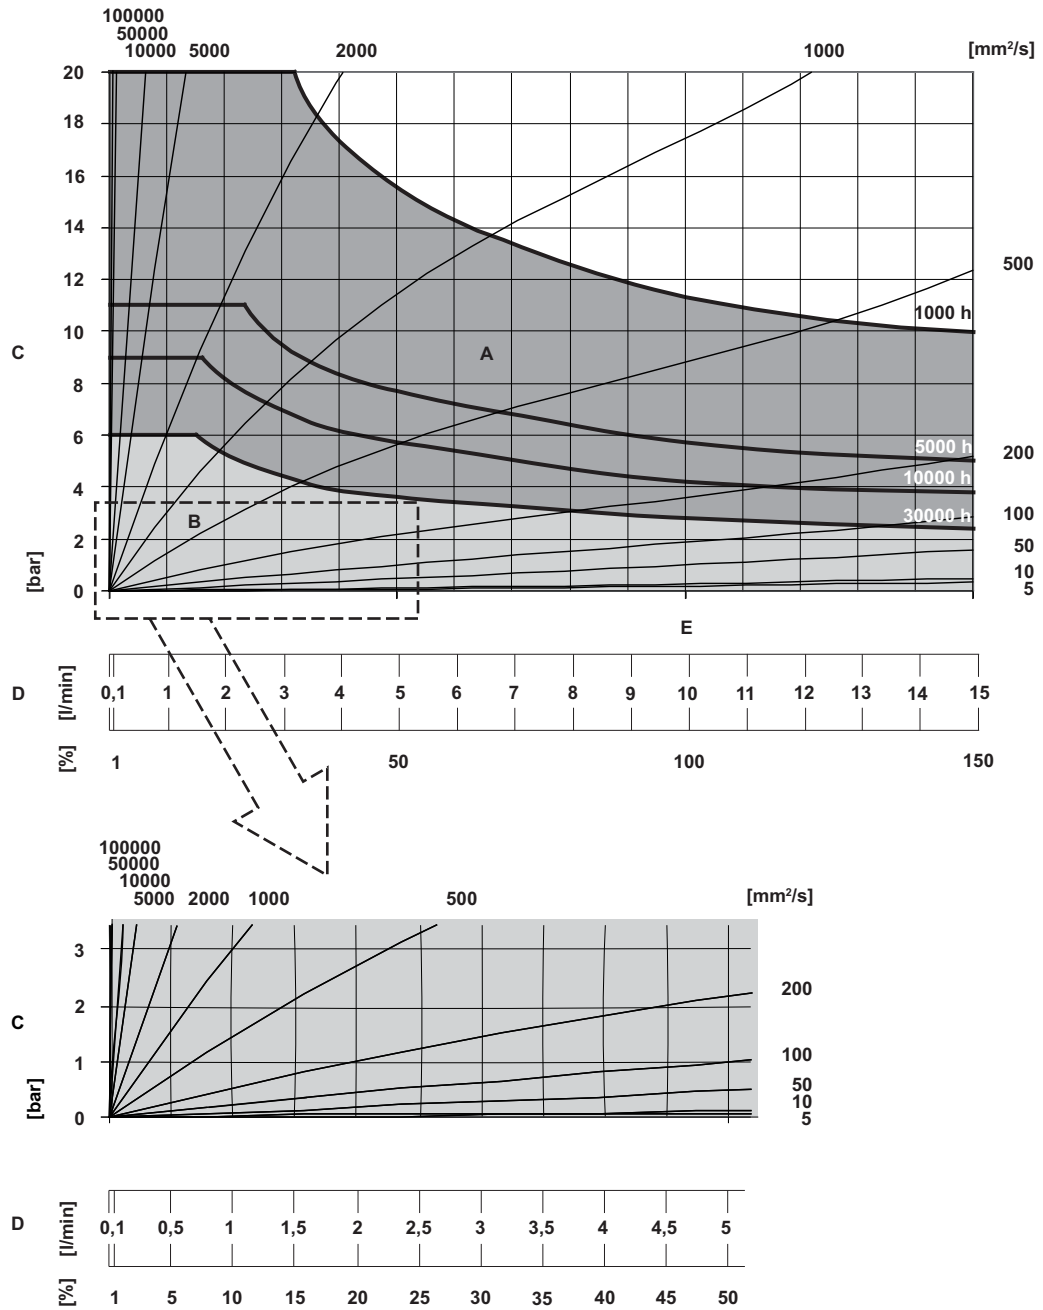 100000
50000
10000 5000 2000 1000 [mm²/s]
20
18
16
14
12 500
1000 h
10
C A
8
6
5000 h 200
10000 h
4
30000 h 100
B
2 50
[bar] 10
0 5
E
D [l/min] 0,1 1 2 3 4 5 6 7 8 9 10 11 12 13 14 15
[%] 1 50 100 150
100000
50000
10000
5000 2000 1000 500 [mm²/s]
3
200
2
C
1 100
50
[bar] 10
0 5
D [l/min] 0,1 0,5 1 1,5 2 2,5 3 3,5 4 4,5 5
[%] 1 5 10 15 20 25 30 35 40 45 50